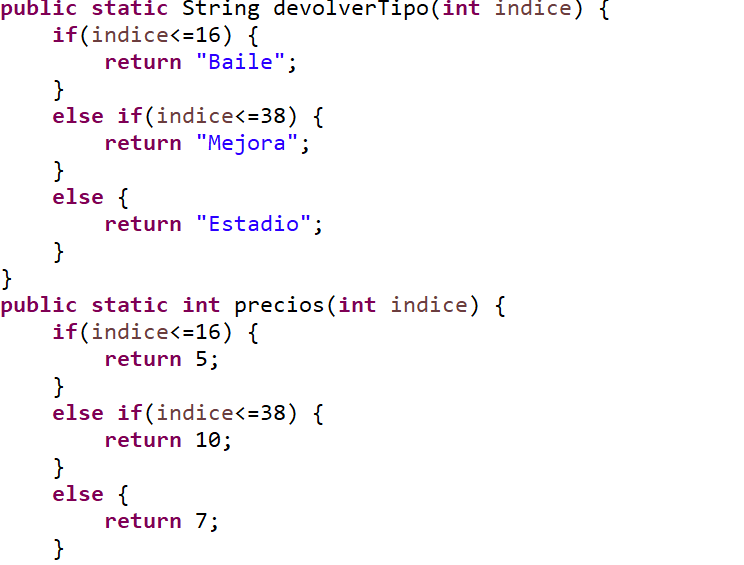 public static String devolverTipo(int indice) {
    if(indice<=16) {
        return "Baile";
    }
    else if(indice<=38) {
        return "Mejora";
    }
    else {
        return "Estadio";
    }
}
public static int precios(int indice) {
    if(indice<=16) {
        return 5;
    }
    else if(indice<=38) {
        return 10;
    }
    else {
        return 7;
    }